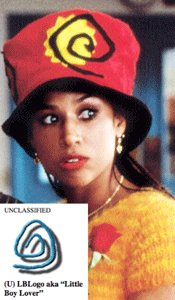 UNCLASSIFIED
(U) LBLogo aka “Little
Boy Lover”